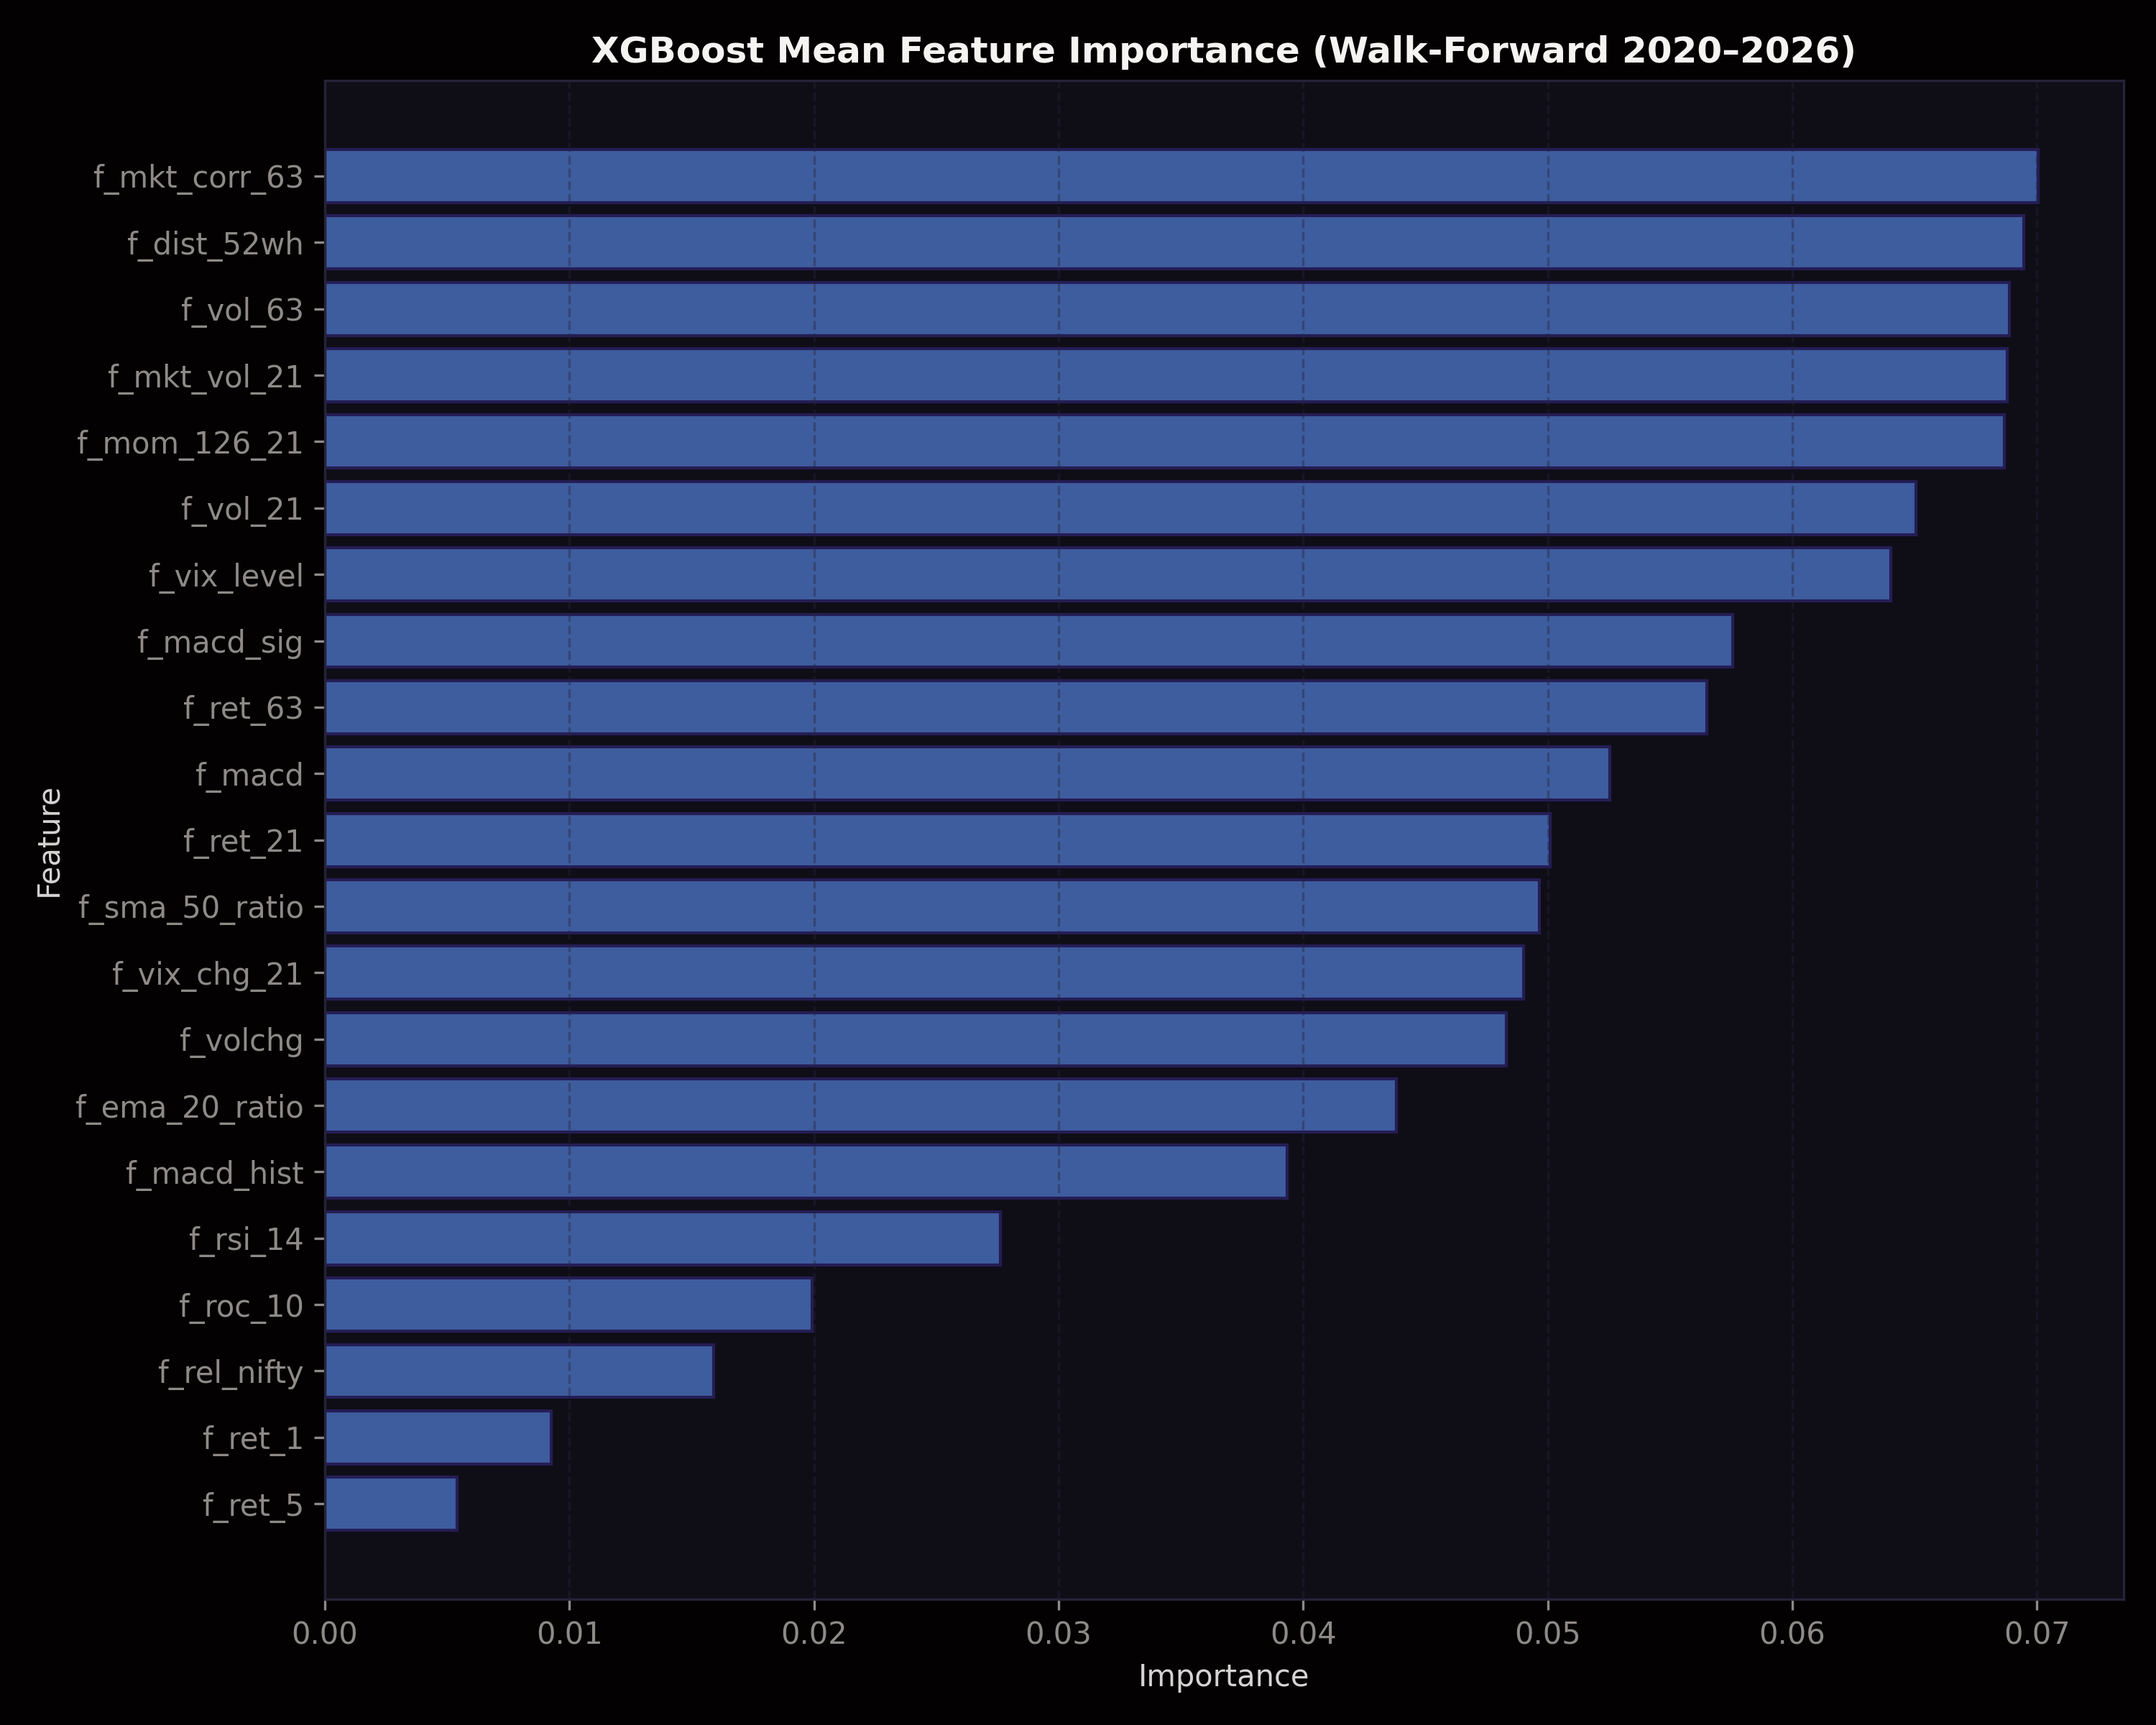 XGBoost Mean Feature Importance (Walk-Forward 2020–2026)
f_mkt_corr_63
f_dist_52wh
f_vol_63
f_mkt_vol_21
f_mom_126_21
f_vol_21
f_vix_level
f_macd_sig
f_ret_63
f_macd
f_ret_21
f_sma_50_ratio
f_vix_chg_21
f_volchg
f_ema_20_ratio
f_macd_hist
f_rsi_14
f_roc_10
f_rel_nifty
f_ret_1
f_ret_5
Feature
0.00 0.01 0.02 0.03 0.04 0.05 0.06 0.07
Importance